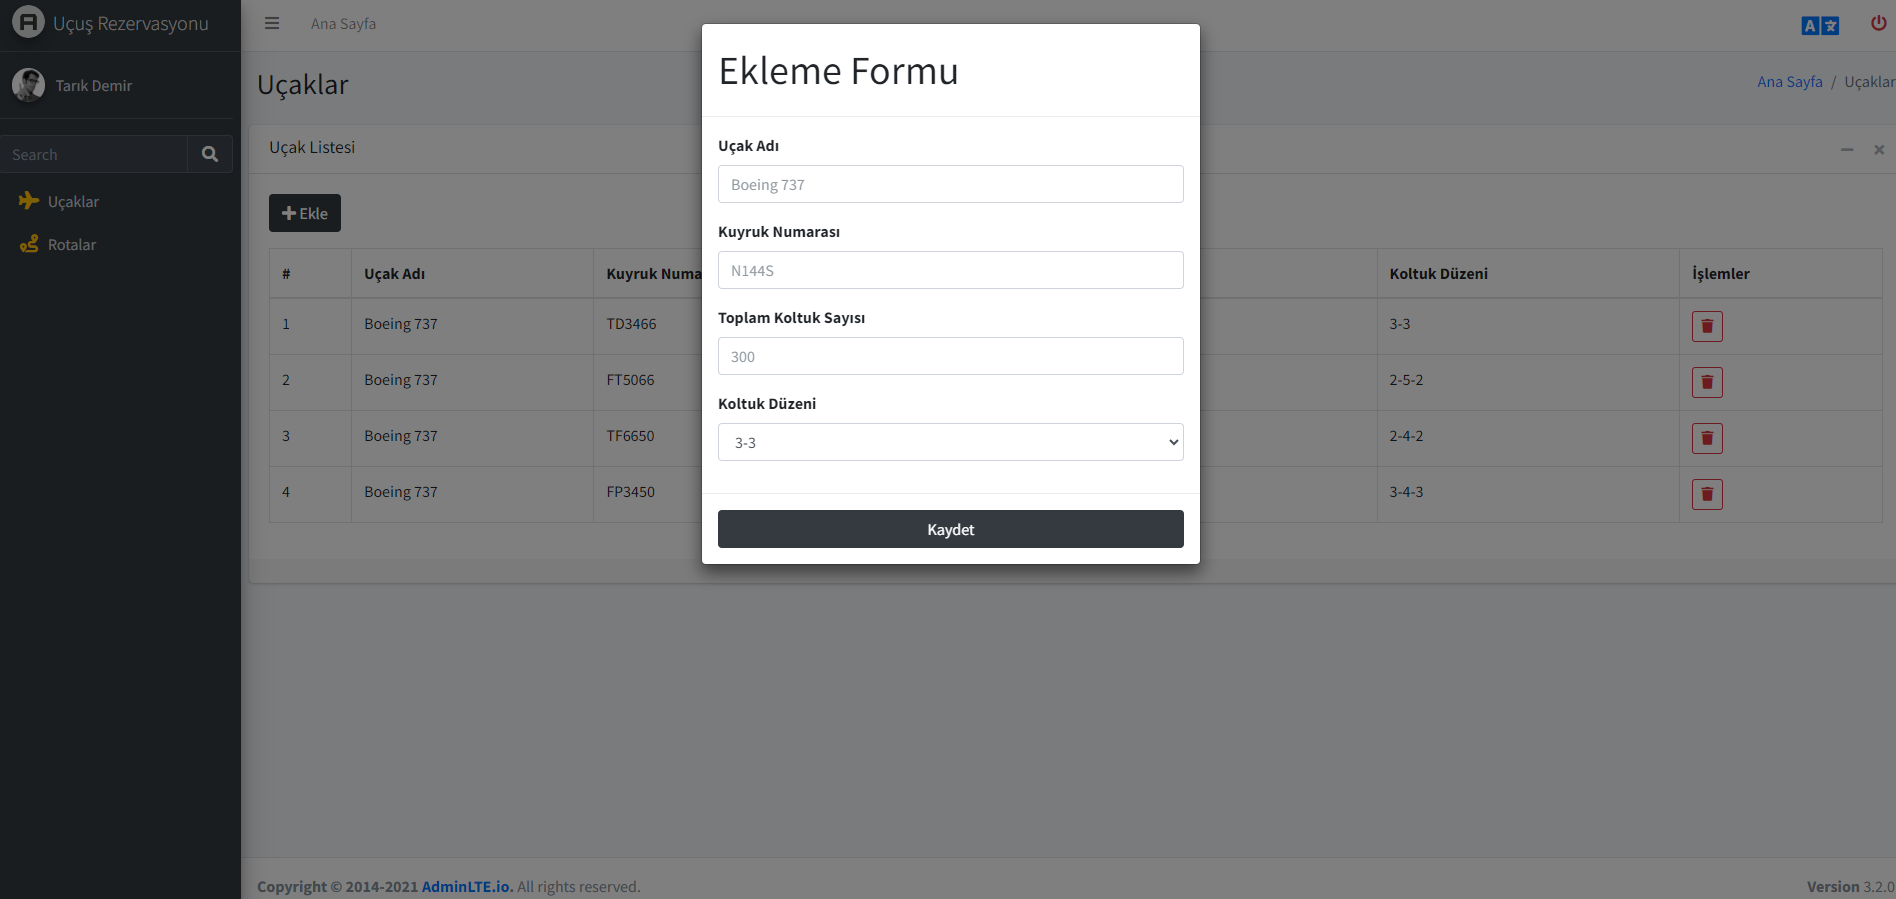 Uçuş Rezervasyonu
Ana Sayfa
Tarık Demir
Search
Uçaklar
Rotalar
Uçaklar
Ana Sayfa / Uçaklar
Uçak Listesi
Ekle
# Uçak Adı Kuyruk Numa Koltuk Düzeni İşlemler
1 Boeing 737 TD3466 3-3
2 Boeing 737 FT5066 2-5-2
3 Boeing 737 TF6650 2-4-2
4 Boeing 737 FP3450 3-4-3
Ekleme Formu
Uçak Adı
Boeing 737
Kuyruk Numarası
N144S
Toplam Koltuk Sayısı
300
Koltuk Düzeni
3-3
Kaydet
Copyright © 2014-2021 AdminLTE.io. All rights reserved.
Version 3.2.0